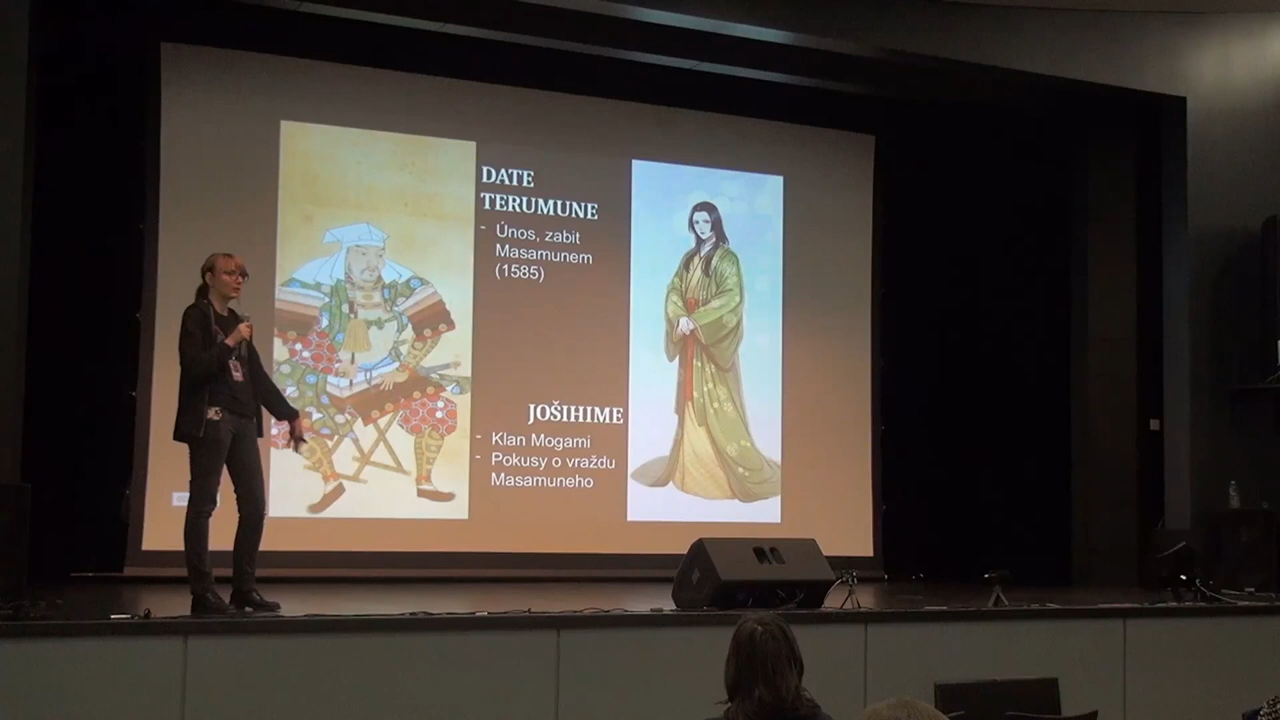 DATE
TERUMUNE
- Únos, zabit
Masamunem
(1585)
JOŠIHIME
- Klan Mogami
- Pokusy o vraždu
Masamuneho